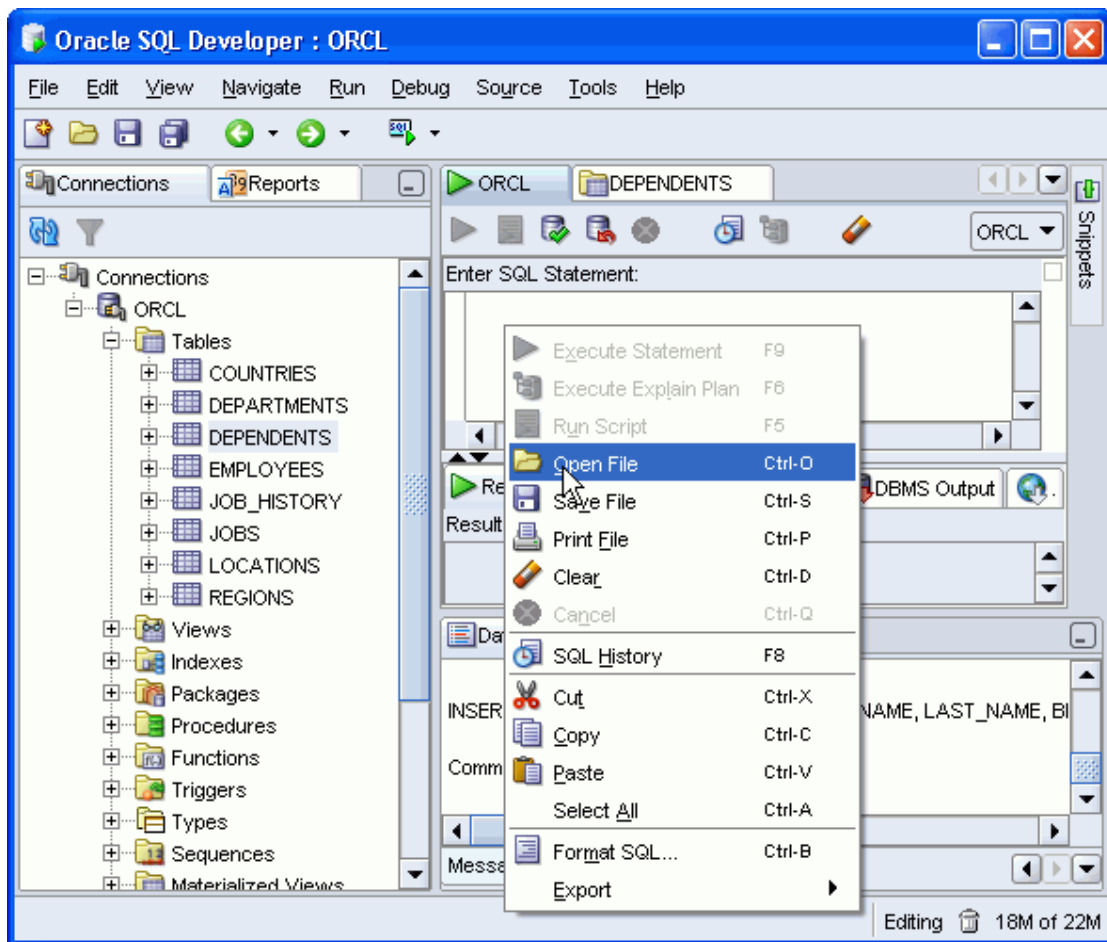 Oracle SQL Developer : ORCL
File Edit View Navigate Run Debug Source Tools Help
Connections
Reports
Connections
ORCL
Tables
COUNTRIES
DEPARTMENTS
DEPENDENTS
EMPLOYEES
JOB_HISTORY
JOBS
LOCATIONS
REGIONS
Views
Indexes
Packages
Procedures
Functions
Triggers
Types
Sequences
Materialized Views
ORCL
DEPENDENTS
ORCL
Snippets
Enter SQL Statement:
Execute Statement F9
Execute Explain Plan F6
Run Script F5
Open File Ctrl-O
Save File Ctrl-S
Print File Ctrl-P
Clear Ctrl-D
Cancel Ctrl-Q
SQL History F8
Cut Ctrl-X
Copy Ctrl-C
Paste Ctrl-V
Select All Ctrl-A
Format SQL... Ctrl-B
Export
Re
DBMS Output
.
Result
Da
INSER
NAME, LAST_NAME, BI
Comm
Messa
Editing 18M of 22M